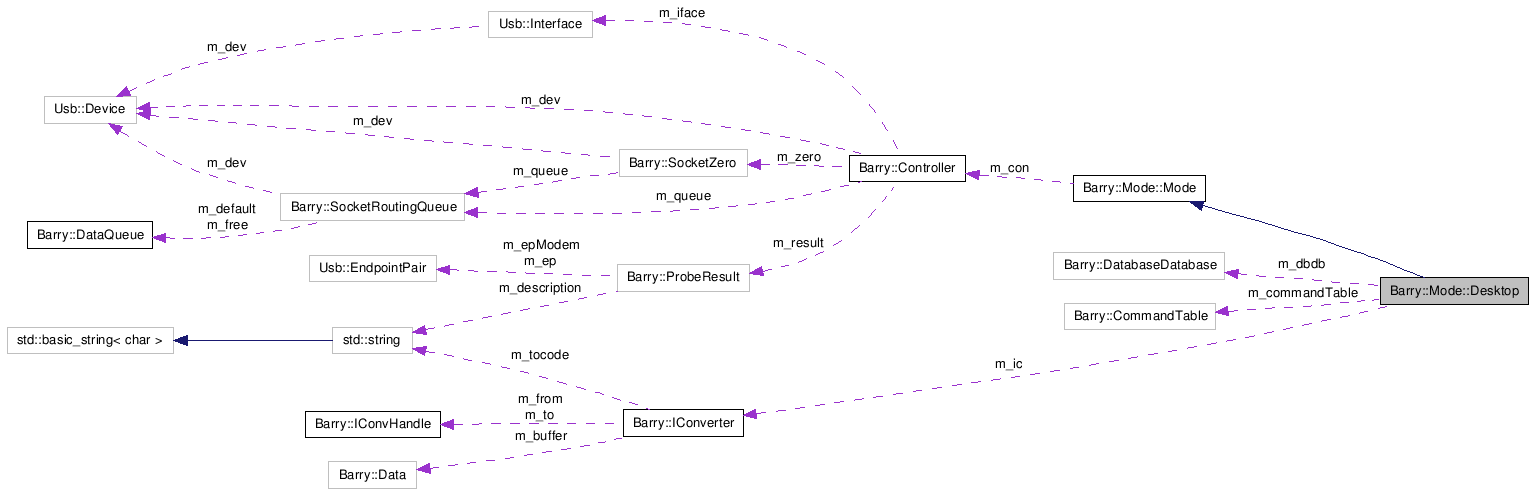 m_iface
Usb::Interface
m_dev
Usb::Device
m_dev
m_dev
Barry::SocketZero
m_zero
Barry::Controller
m_con
Barry::Mode::Mode
m_dev
m_queue
m_queue
Barry::SocketRoutingQueue
m_default
m_free
Barry::DataQueue
m_result
m_epModem
m_ep
Usb::EndpointPair
Barry::ProbeResult
m_description
Barry::DatabaseDatabase
m_dbdb
Barry::Mode::Desktop
m_commandTable
Barry::CommandTable
std::basic_string< char >
std::string
m_tocode
m_ic
m_from
m_to
Barry::IConvHandle
Barry::IConverter
m_buffer
Barry::Data